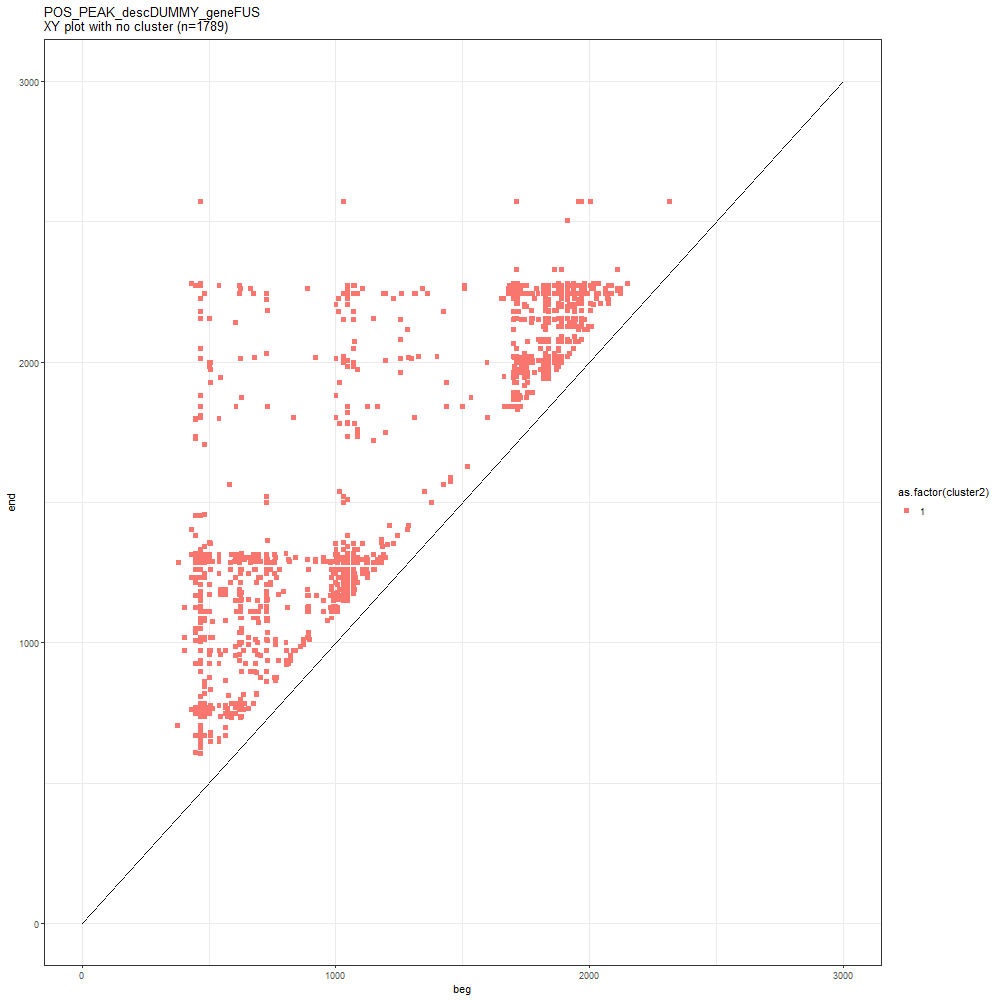 POS_PEAK_descDUMMY_geneFUS
XY plot with no cluster (n=1789)
3000
2000
1000
0
end
0
1000
2000
3000
beg
as.factor(cluster2)
1